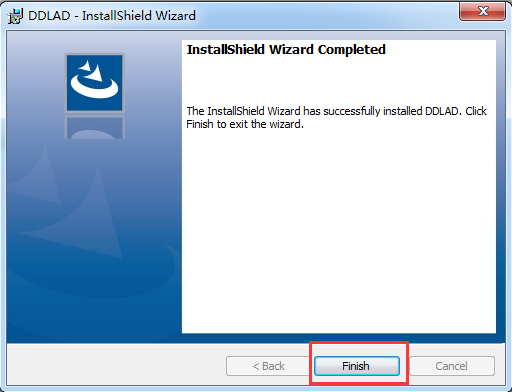 DDLAD - InstallShield Wizard
InstallShield Wizard Completed
The InstallShield Wizard has successfully installed DDLAD. Click
Finish to exit the wizard.
< Back
Finish
Cancel